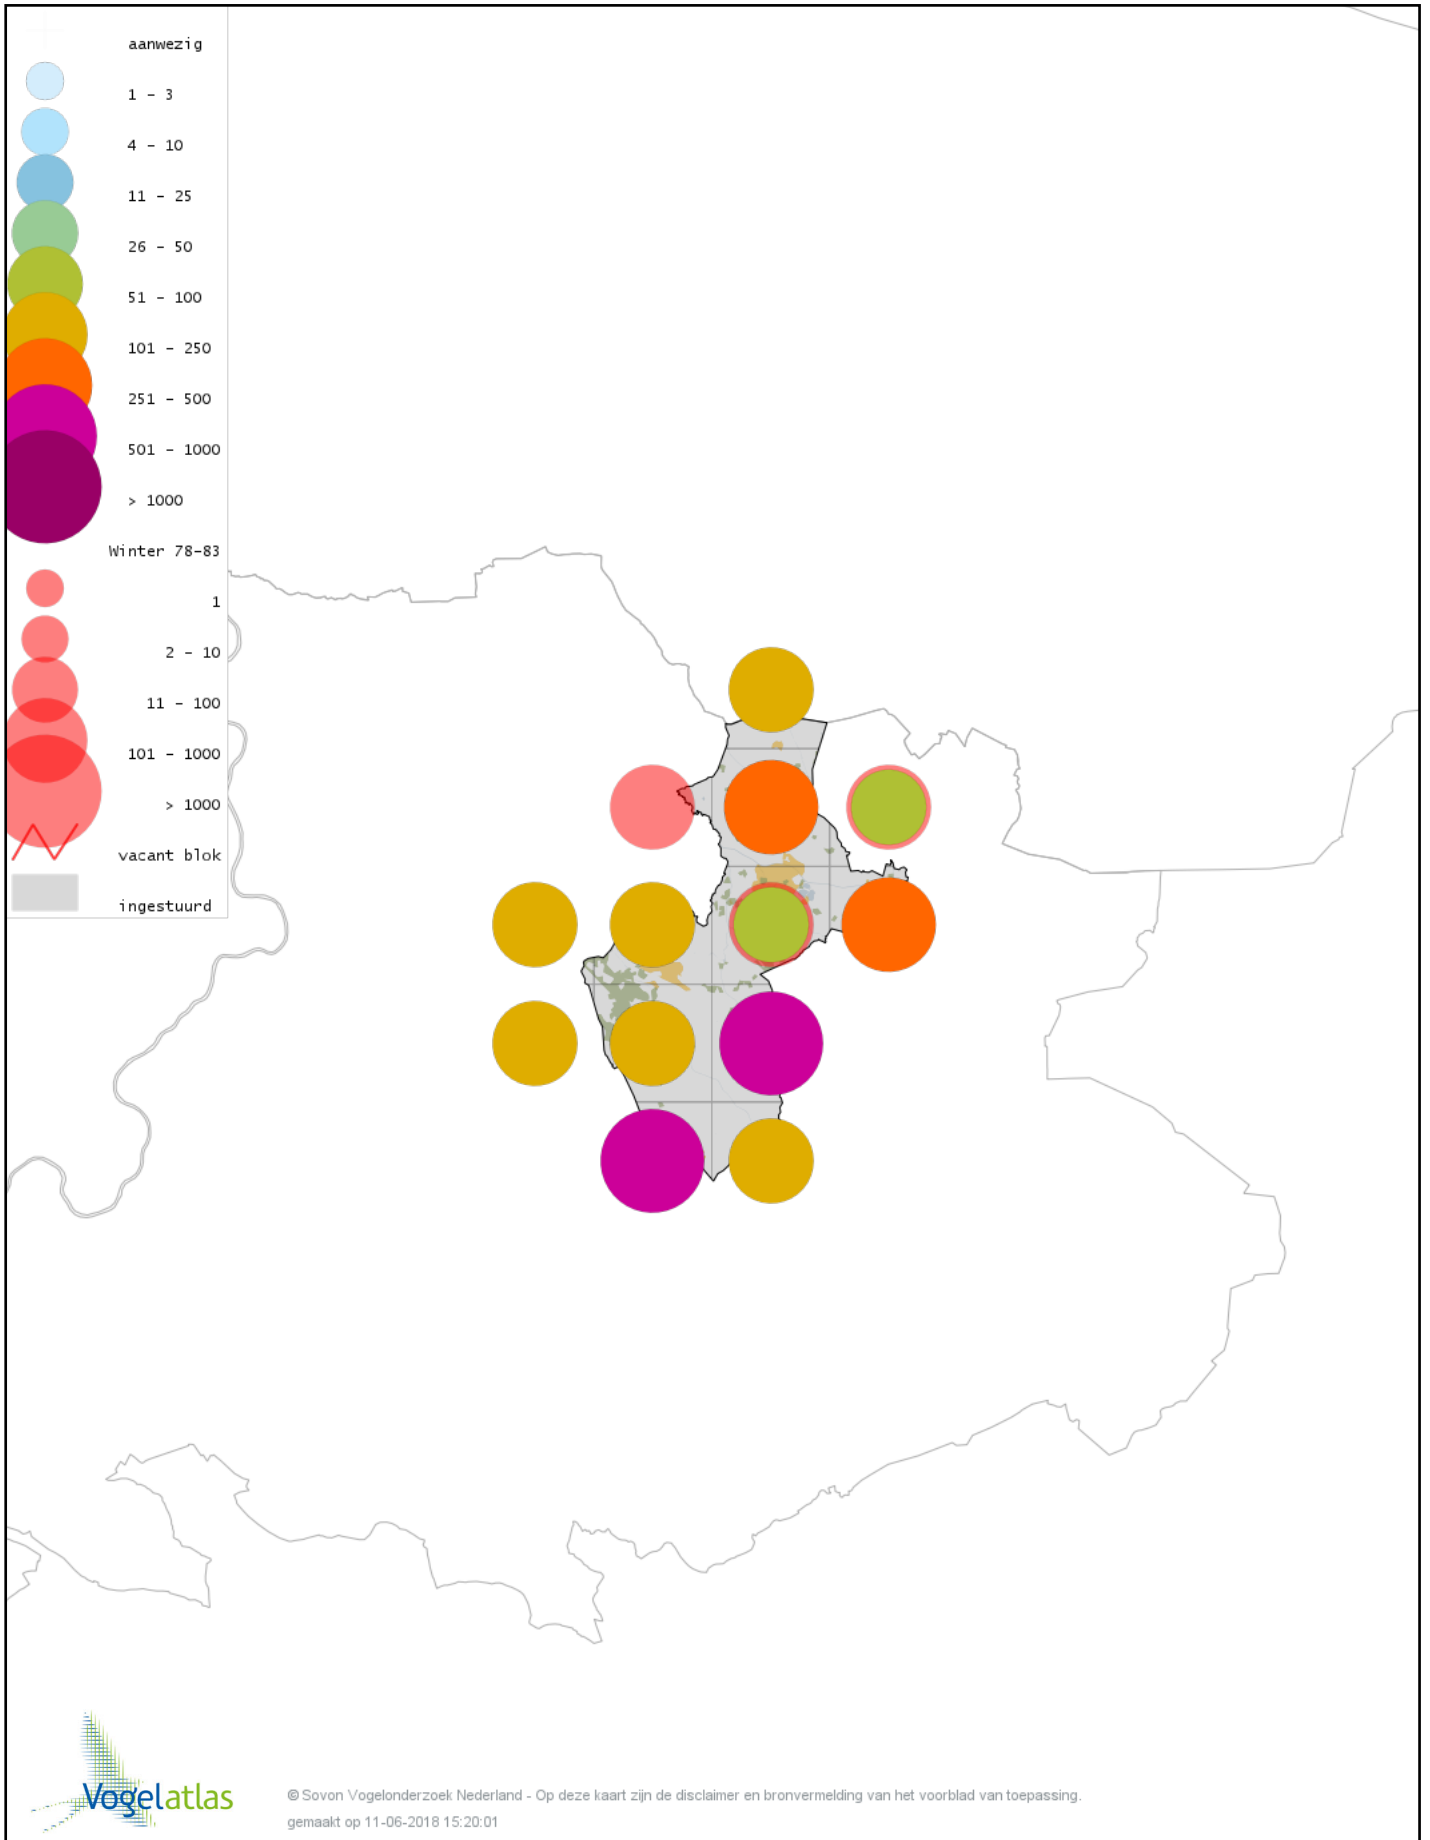 aanwezig
1 - 3
4 - 10
11 - 25
26 - 50
51 - 100
101 - 250
251 - 500
501 - 1000
> 1000
Winter 78-83
1
2 - 10
11 - 100
101 - 1000
> 1000
vacant blok
ingestuurd
Vogelatlas
© Sovon Vogelonderzoek Nederland - Op deze kaart zijn de disclaimer en bronvermelding van het voorblad van toepassing.
gemaakt op 11-06-2018 15:20:01